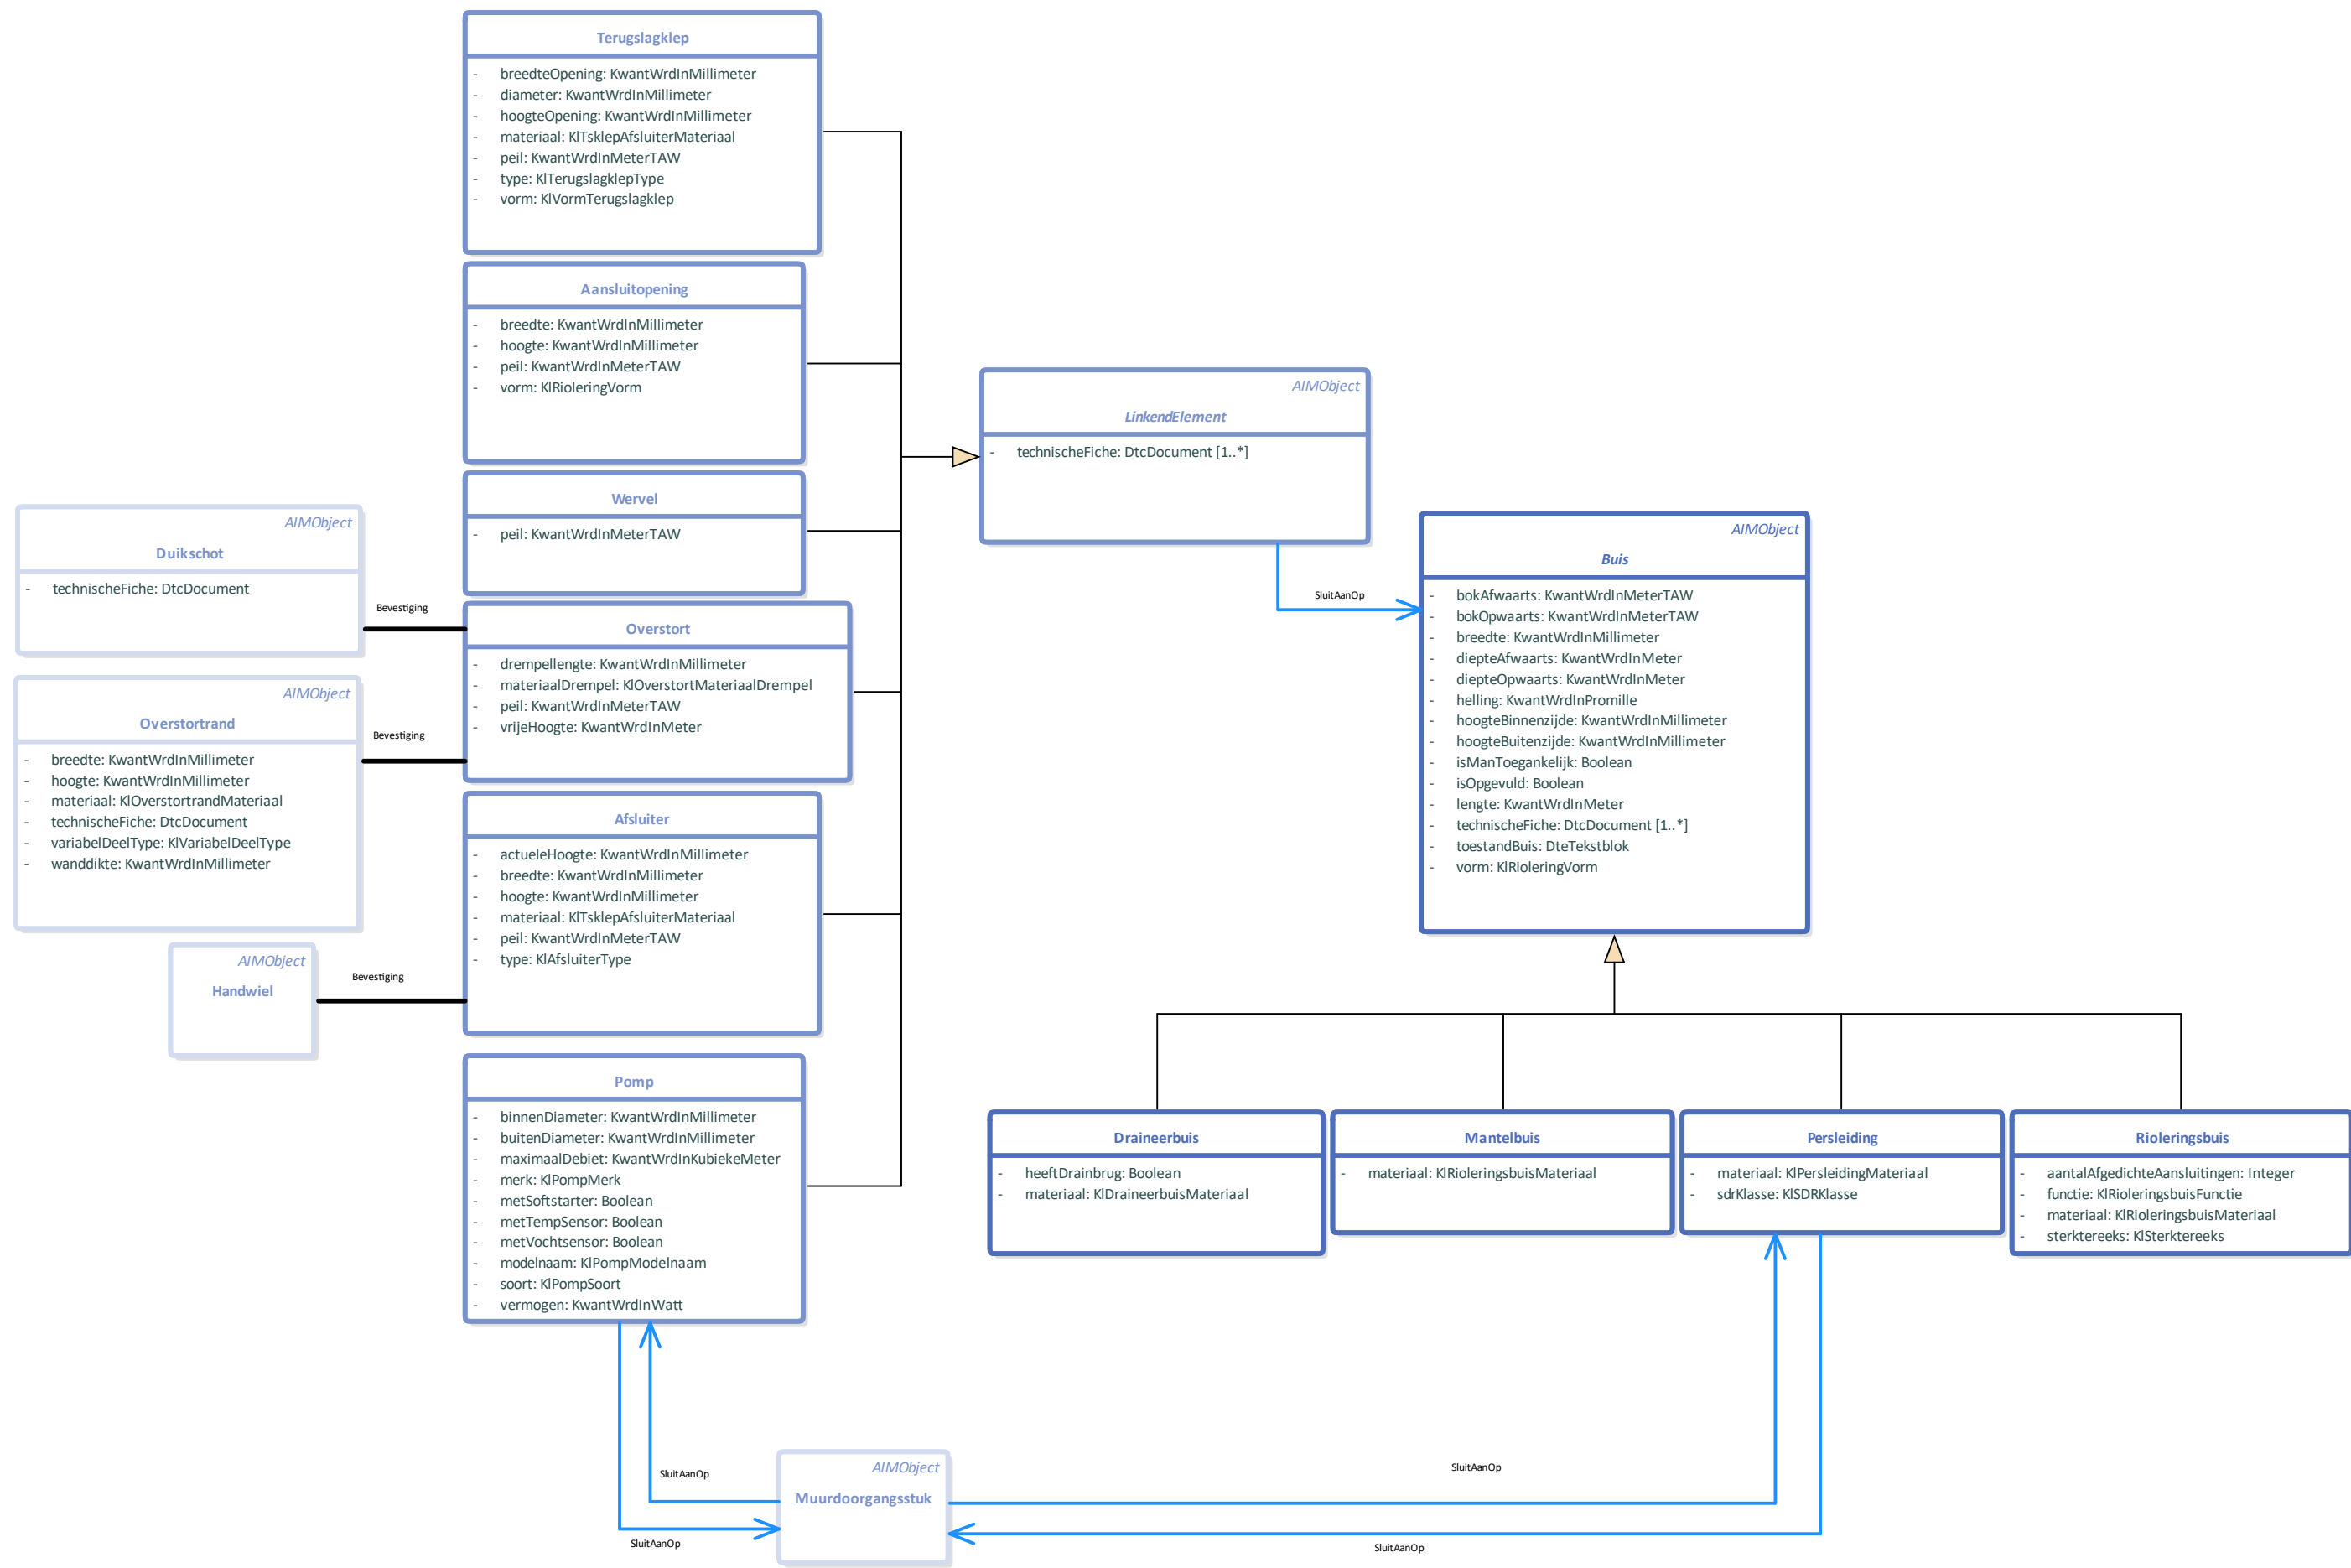 Terugslagklep
- breedteOpening: KwantWrdInMillimeter
- diameter: KwantWrdInMillimeter
- hoogteOpening: KwantWrdInMillimeter
- materiaal: KlTsklepAfsluiterMateriaal
- peil: KwantWrdInMeterTAW
- type: KlTerugslagklepType
- vorm: KlVormTerugslagklep
Aansluitopening
- breedte: KwantWrdInMillimeter
- hoogte: KwantWrdInMillimeter
- peil: KwantWrdInMeterTAW
- vorm: KlRioleringVorm
AIMObject
LinkendElement
- technischeFiche: DtcDocument [1..*]
Wervel
- peil: KwantWrdInMeterTAW
AIMObject
Duikschot
- technischeFiche: DtcDocument
Bevestiging
Overstort
- drempellengte: KwantWrdInMillimeter
- materiaalDrempel: KlOverstortMateriaalDrempel
- peil: KwantWrdInMeterTAW
- vrijeHoogte: KwantWrdInMeter
AIMObject
Overstortrand
- breedte: KwantWrdInMillimeter
- hoogte: KwantWrdInMillimeter
- materiaal: KlOverstortrandMateriaal
- technischeFiche: DtcDocument
- variabelDeelType: KlVariabelDeelType
- wanddikte: KwantWrdInMillimeter
Bevestiging
SluitAanOp
AIMObject
Buis
- bokAfwaarts: KwantWrdInMeterTAW
- bokOpwaarts: KwantWrdInMeterTAW
- breedte: KwantWrdInMillimeter
- diepteAfwaarts: KwantWrdInMeter
- diepteOpwaarts: KwantWrdInMeter
- helling: KwantWrdInPromille
- hoogteBinnenzijde: KwantWrdInMillimeter
- hoogteBuitenzijde: KwantWrdInMillimeter
- isManToegankelijk: Boolean
- isOpgevuld: Boolean
- lengte: KwantWrdInMeter
- technischeFiche: DtcDocument [1..*]
- toestandBuis: DteTekstblok
- vorm: KlRioleringVorm
Afsluiter
- actueleHoogte: KwantWrdInMillimeter
- breedte: KwantWrdInMillimeter
- hoogte: KwantWrdInMillimeter
- materiaal: KlTsklepAfsluiterMateriaal
- peil: KwantWrdInMeterTAW
- type: KlAfsluiterType
AIMObject
Handwiel
Bevestiging
Pomp
- binnenDiameter: KwantWrdInMillimeter
- buitenDiameter: KwantWrdInMillimeter
- maximaalDebiet: KwantWrdInKubiekeMeter
- merk: KlPompMerk
- metSoftstarter: Boolean
- metTempSensor: Boolean
- metVochtsensor: Boolean
- modelnaam: KlPompModelnaam
- soort: KlPompSoort
- vermogen: KwantWrdInWatt
Draineerbuis
- heeftDrainbrug: Boolean
- materiaal: KlDraineerbuisMateriaal
Mantelbuis
- materiaal: KlRioleringsbuisMateriaal
Persleiding
- materiaal: KlPersleidingMateriaal
- sdrKlasse: KlSDRKlasse
Rioleringsbuis
- aantalAfgedichteAansluitingen: Integer
- functie: KlRioleringsbuisFunctie
- materiaal: KlRioleringsbuisMateriaal
- sterktereeks: KlSterktereeks
AIMObject
Muurdoorgangsstuk
SluitAanOp
SluitAanOp
SluitAanOp
SluitAanOp